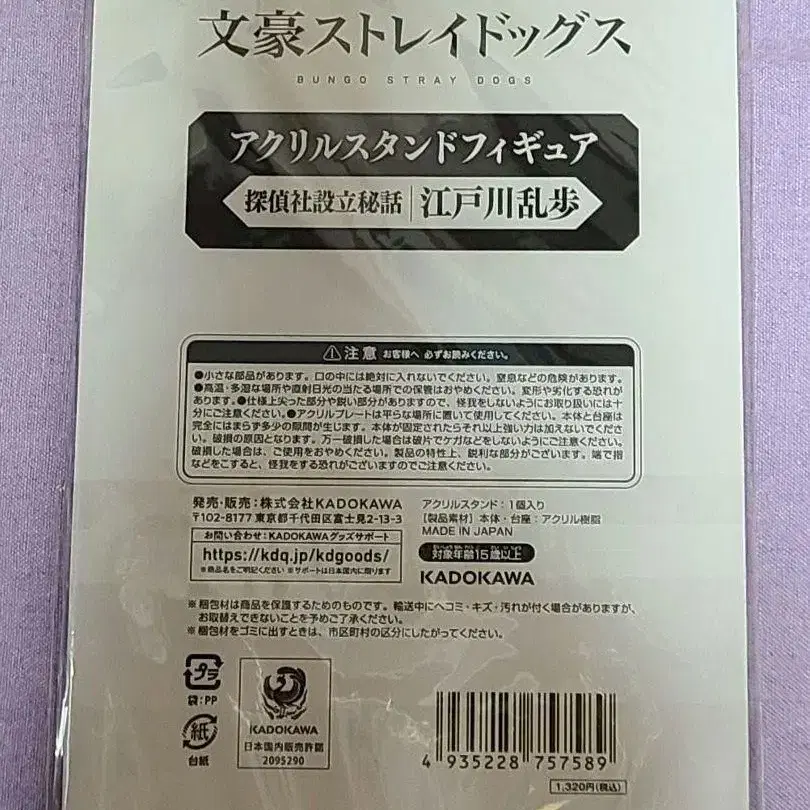 文豪ストレイドッグス
BUNGO STRAY DOGS
アクリルスタンドフィギュア
探偵社設立秘話 江戸川乱歩
注意 お客様へ 必ずお読みください。
●小さな部品があります。口の中には絶対に入れないでください。窒息などの危険があります。
●高温・多湿な場所や直射日光の当たる場所での保管はおやめください。変形や劣化する恐れが
あります。●仕様上尖った部分や鋭い部分がありますので、怪我をしないようにお取り扱いには十
分にご注意ください。●アクリルプレートは平らな場所に置いて使用してください。本体と台座は
完全にはまらず多少の隙間が生じます。本体が固定されたらそれ以上強い力は加えないでくださ
い。破損の原因となります。万一破損した場合は破片でケガなどをしないようにご注意ください。
破損した場合は、ご使用をおやめください。製品の特性上、鋭利な部分がございます。端で指
などをこすると、怪我をする恐れがございますのでご注意ください。
発売・販売：株式会社KADOKAWA
〒102-8177 東京都千代田区富士見2-13-3
お問い合わせ：KADOKAWAグッズサポート
https://kdq.jp/kdgoods/
※商品名をご明記ください ※サポートは日本国内に限ります
アクリルスタンド：1個入り
【製品素材】本体・台座：アクリル樹脂
MADE IN JAPAN
対象年齢15歳以上
KADOKAWA
※梱包材は商品を保護するためのものです。輸送中にヘコミ・キズ・汚れが付く場合がありますが、
お取替えできないことを予めご了承ください。
※梱包材をゴミに出すときは、市区町村の区分にしたがってください。
プラ
袋：PP
紙
台紙
KADOKAWA
日本国内販売許諾
2095290
4 935228 757589
1,320円(税込)